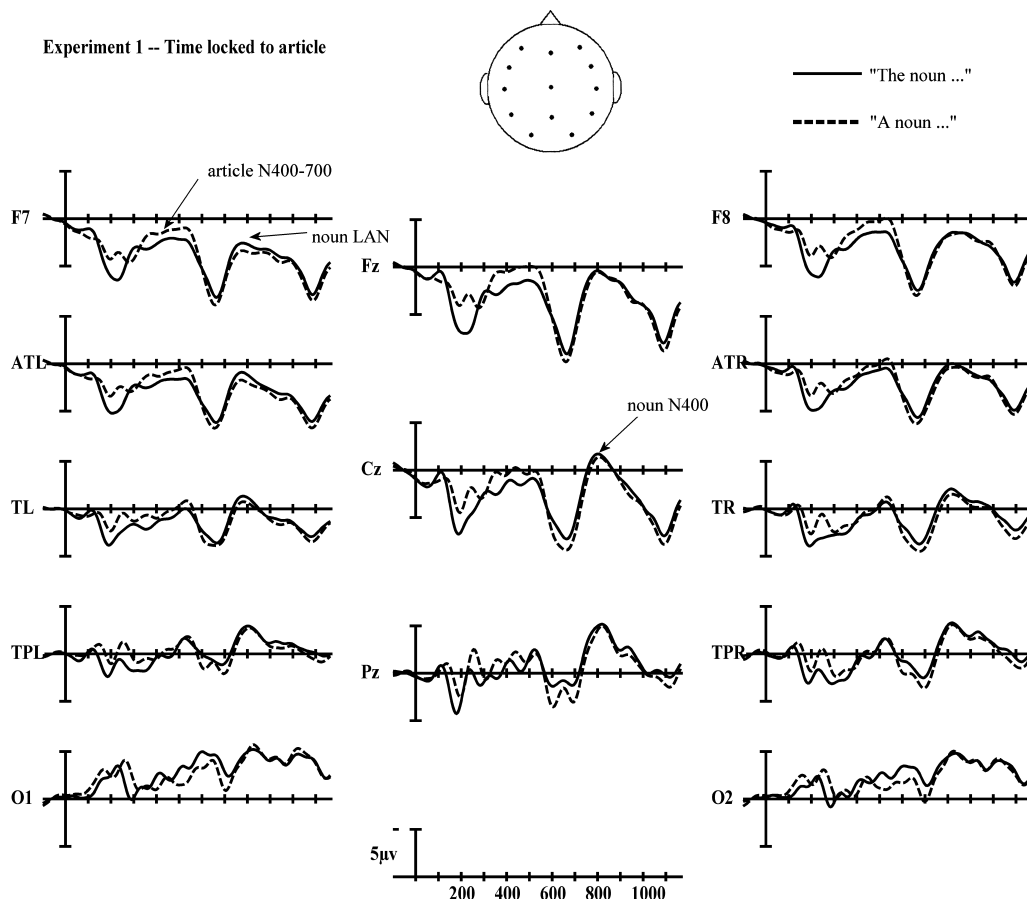 Experiment 1 -- Time locked to article
"The noun ..."
"A noun ..."
article N400-700
F7
noun LAN
Fz
F8
ATL
ATR
noun N400
Cz
TL
TR
TPL
Pz
TPR
O1
O2
5μv
200 400 600 800 1000